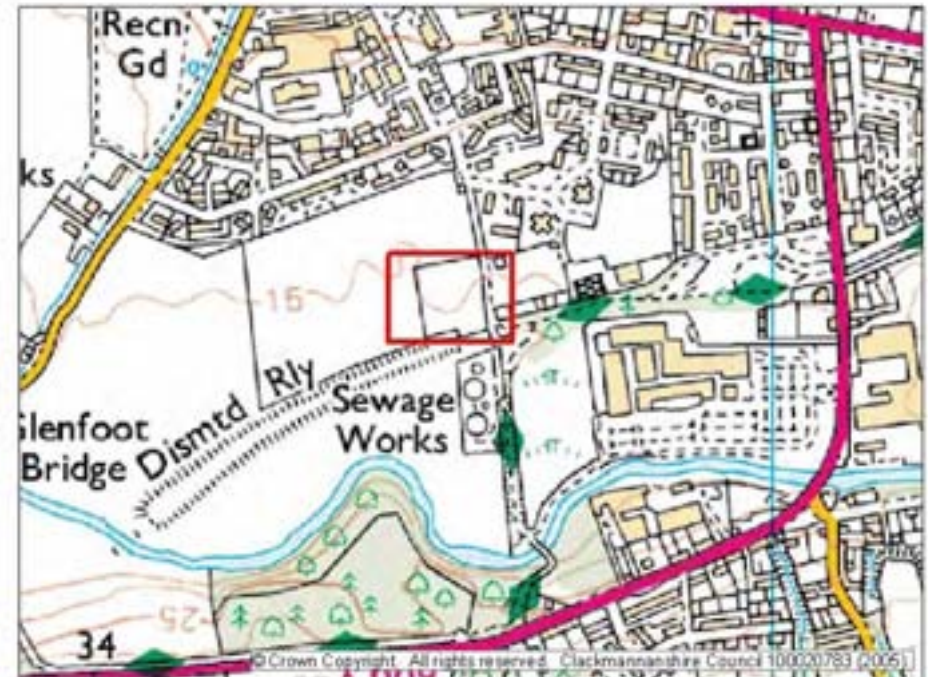 Recn
Gd
ks
15
Dismtd Rly
Sewage
Works
lenfoot
Bridge
25
34
© Crown Copyright. All rights reserved. Clackmannanshire Council 100020783 (2005)